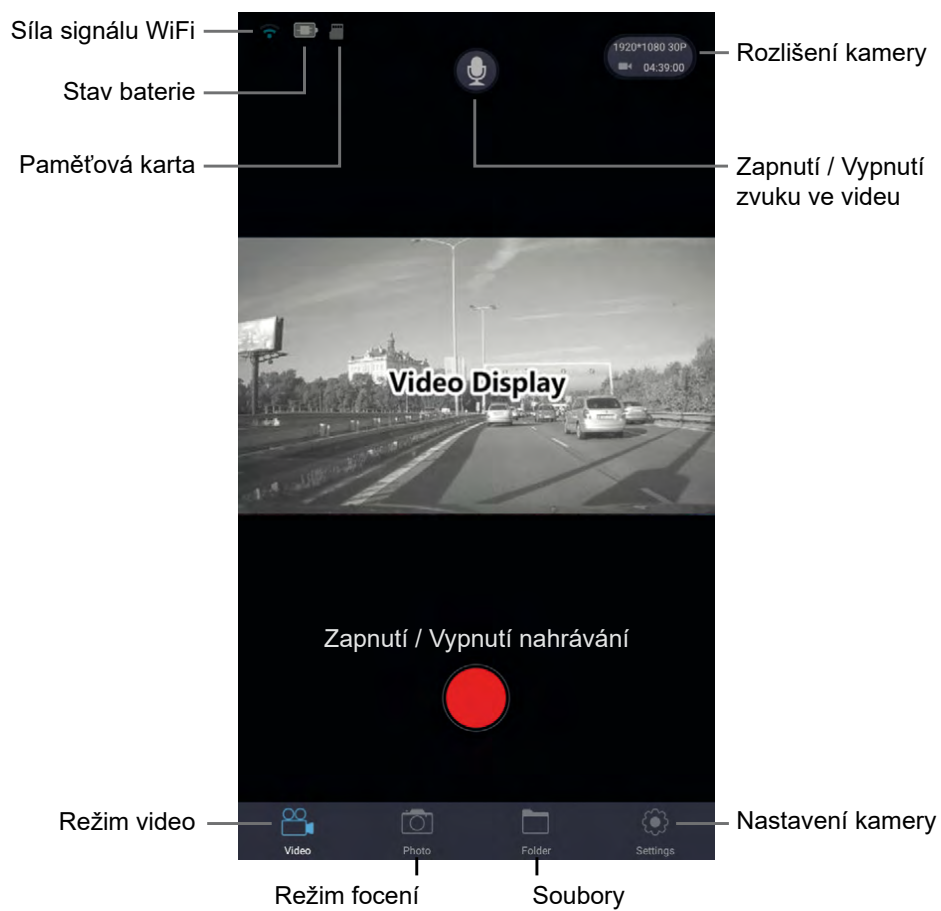 Síla signálu WiFi
Stav baterie
Paměťová karta
1920*1080 30P
04:39:00
Rozlišení kamery
Zapnutí / Vypnutí
zvuku ve videu
Video Display
Zapnutí / Vypnutí nahrávání
Režim video
Video
Photo
Folder
Settings
Nastavení kamery
Režim focení
Soubory